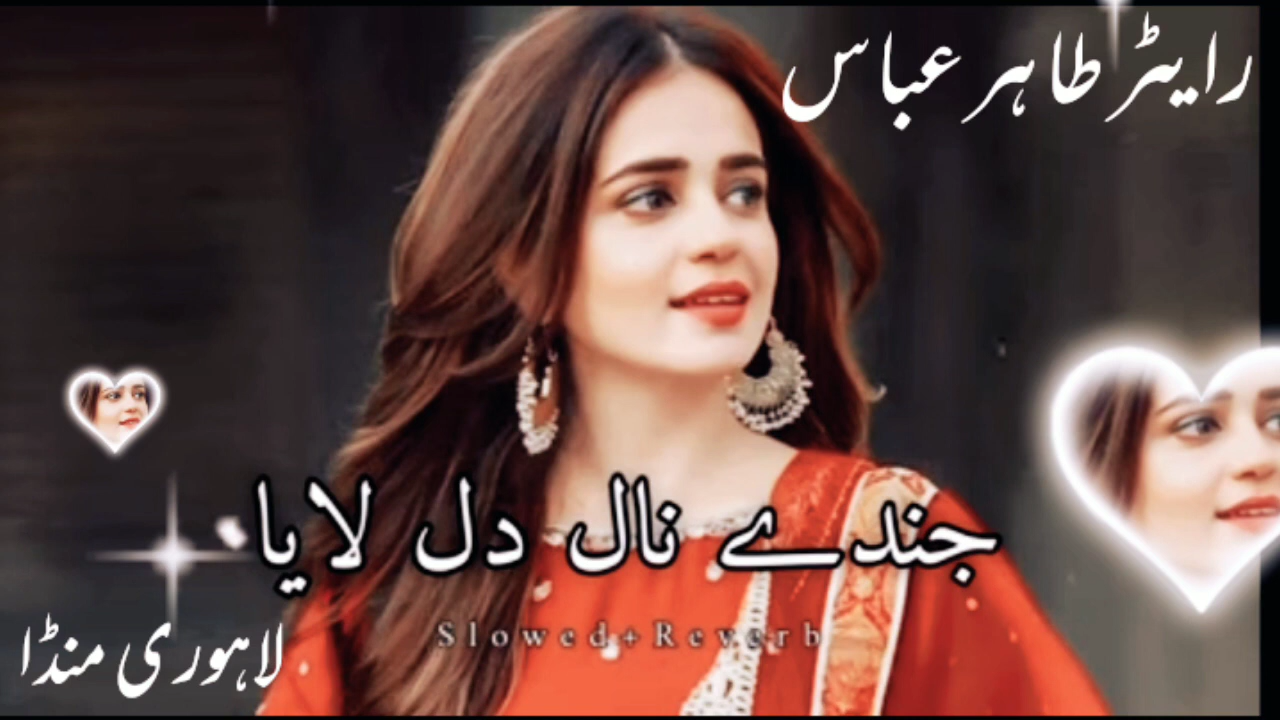 رایٹر طاہر عباس
جندے نال دل لایا
Slowed+Reverb
لاہوری منڈا